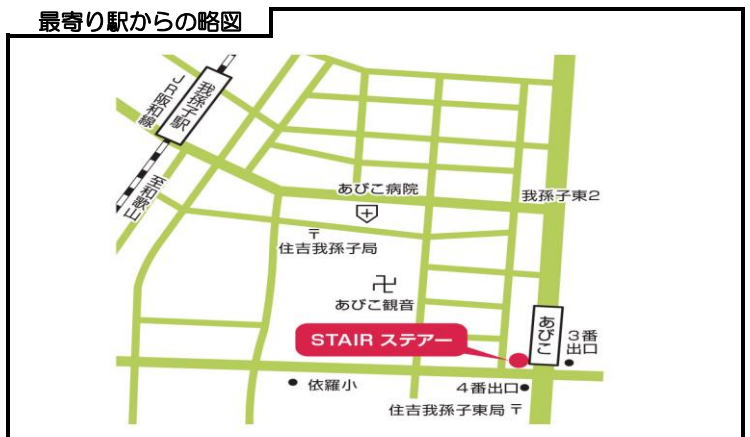 最寄り駅からの略図
我孫子駅
JR阪和線
至和歌山
あびこ病院
我孫子東2
〒
住吉我孫子局
卍
あびこ観音
STAIR ステアー
あびこ
3番
出口
依羅小
4番出口
住吉我孫子東局 〒